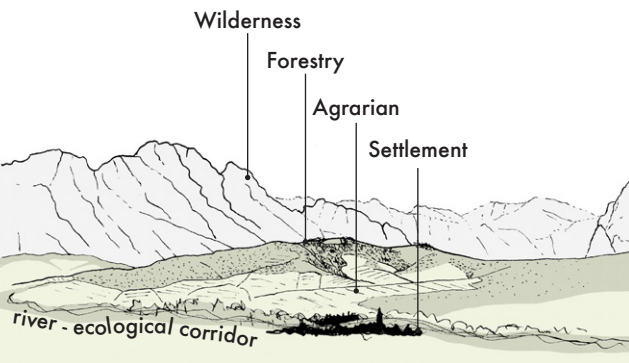 Wilderness
Forestry
Agrarian
Settlement
river - ecological corridor